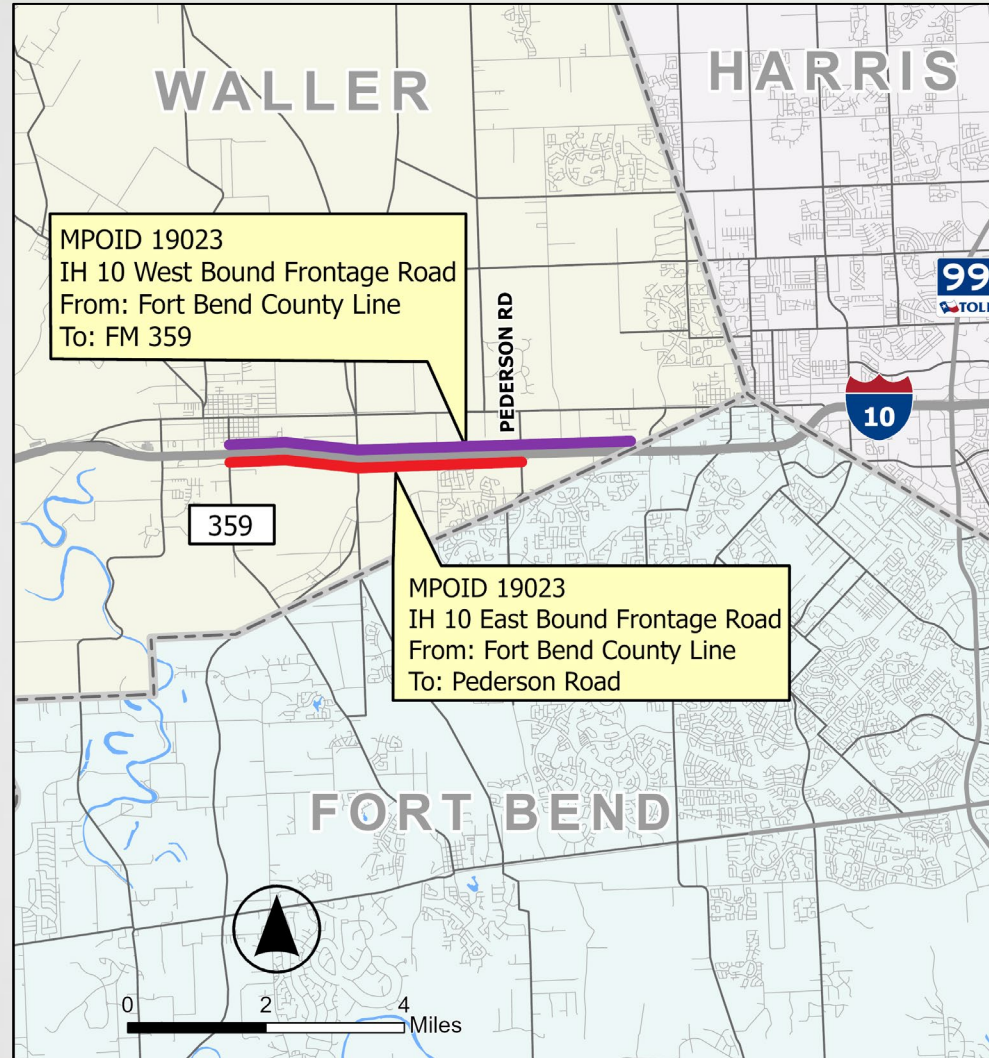 WALLER
HARRIS
MPOID 19023
IH 10 West Bound Frontage Road
From: Fort Bend County Line
To: FM 359
99
TOLL
PEDERSON RD
10
359
MPOID 19023
IH 10 East Bound Frontage Road
From: Fort Bend County Line
To: Pederson Road
FORT BEND
0 2 4
Miles